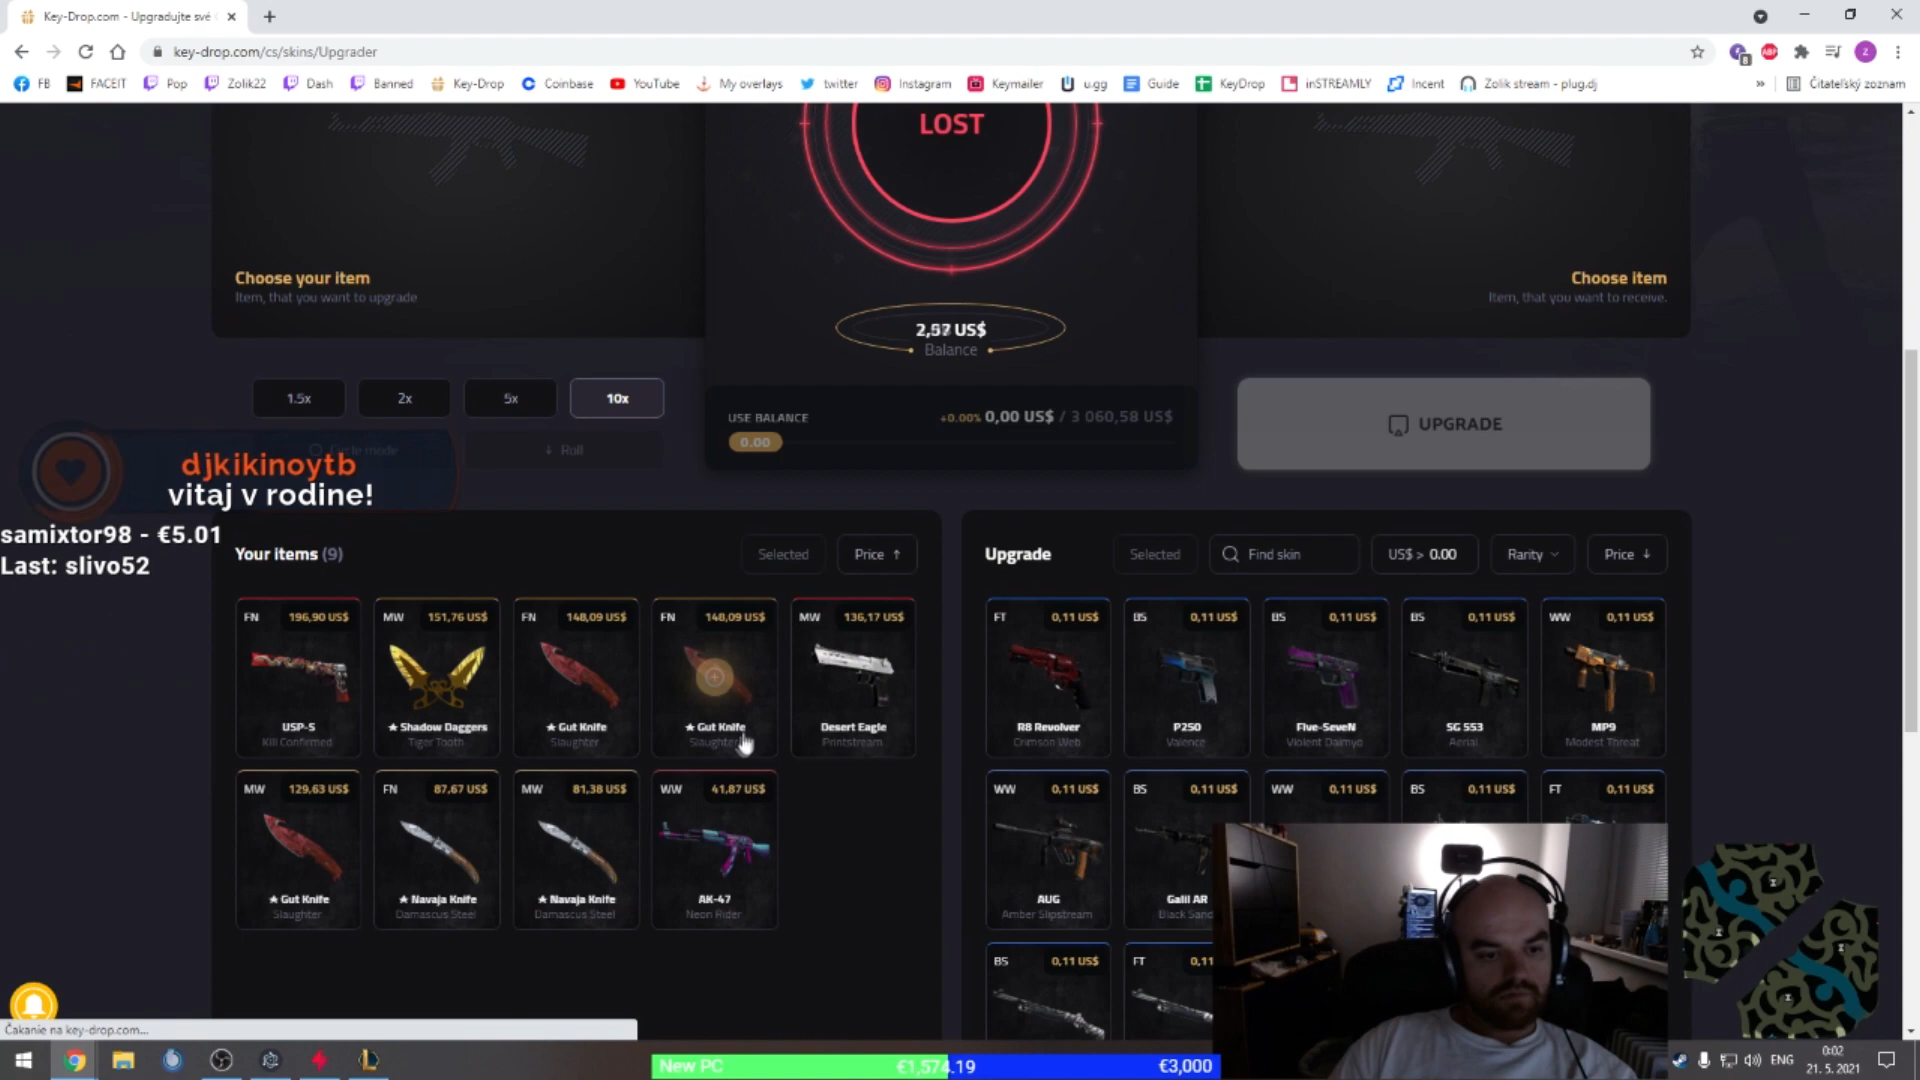 Key-Drop.com - Upgradujte své
key-drop.com/cs/skins/Upgrader
FB FACEIT Pop Zolik22 Dash Banned Key-Drop Coinbase YouTube My overlays twitter Instagram Keymailer u.gg Guide KeyDrop inSTREAMLY Incent Zolik stream - plug.dj » Čitateľský zoznam
LOST
Choose your item
Item, that you want to upgrade
Choose item
Item, that you want to receive.
US$
Balance
1.5x 2x 5x 10x
USE BALANCE +0.00% 0,00 US$ / 3 060,58 US$
0.00
UPGRADE
Roll
djkikinoytb
vitaj v rodine!
samixtor98 - €5.01
Last: slivo52
Your items (9) Selected Price ↑
Upgrade Selected Find skin US$ > 0.00 Rarity Price ↓
FN 196,90 US$ MW 151,76 US$ FN 148,09 US$ FN 148,09 US$ MW 136,17 US$
USP-S ★ Shadow Daggers ★ Gut Knife ★ Gut Knife Desert Eagle
Kill Confirmed Tiger Tooth Slaughter Slaughter Printstream
MW 129,63 US$ FN 87,67 US$ MW 81,38 US$ WW 41,87 US$
★ Gut Knife ★ Navaja Knife ★ Navaja Knife AK-47
Slaughter Damascus Steel Damascus Steel Neon Rider
FT 0,11 US$ BS 0,11 US$ BS 0,11 US$ BS 0,11 US$ WW 0,11 US$
R8 Revolver P250 Five-SeveN SG 553 MP9
Crimson Web Valence Violent Daimyo Aerial Modest Threat
WW 0,11 US$ BS 0,11 US$ WW 0,11 US$ BS 0,11 US$ FT 0,11 US$
AUG Galil AR
Amber Slipstream Black Sand
BS 0,11 US$ FT 0,11
Čakanie na key-drop.com...
New PC €1,574.19 €3,000
ENG
0:02
21. 5. 2021